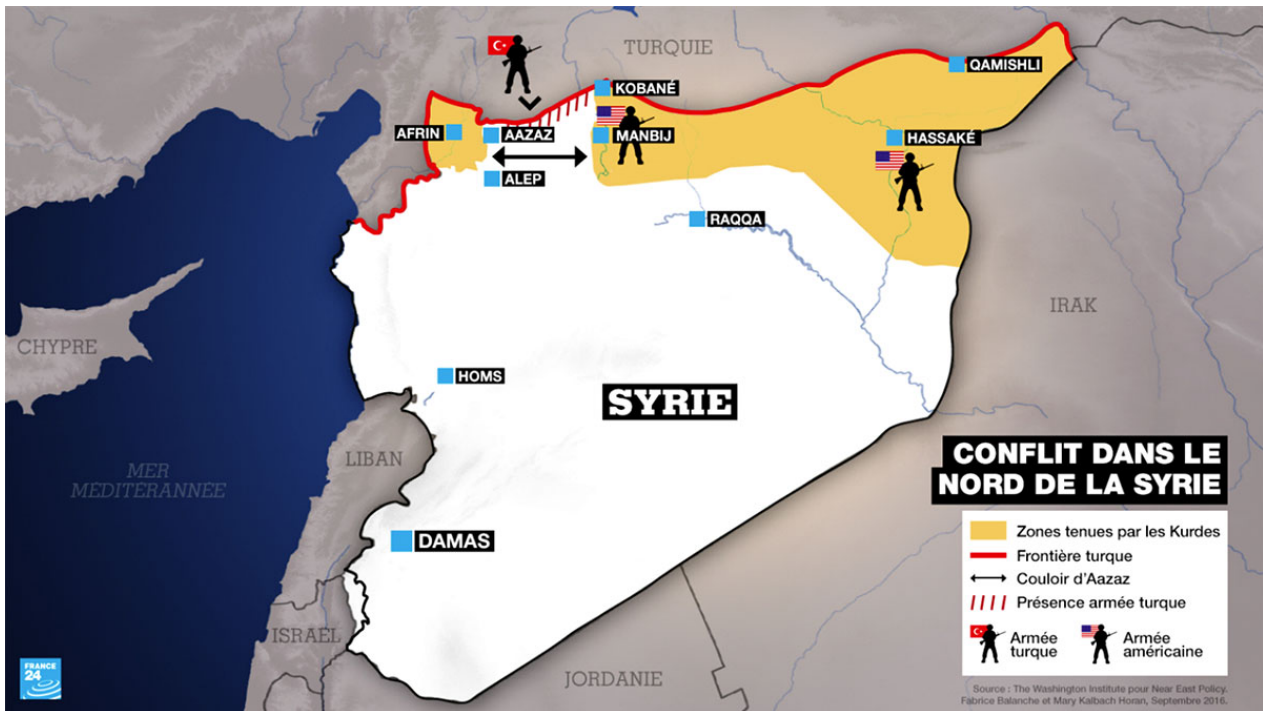 TURQUIE
QAMISHLI
KOBANÉ
AFRIN
AAZAZ
MANBIJ
HASSAKÉ
ALEP
RAQQA
IRAK
CHYPRE
HOMS
SYRIE
LIBAN
MER
MÉDITERANNÉE
DAMAS
ISRAËL
JORDANIE
CONFLIT DANS LE
NORD DE LA SYRIE
Zones tenues par les Kurdes
Frontière turque
Couloir d'Aazaz
Présence armée turque
Armée
turque
Armée
américaine
Source : The Washington Institute pour Near East Policy.
Fabrice Balanche et Mary Kalbach Horan, Septembre 2016.
FRANCE
24